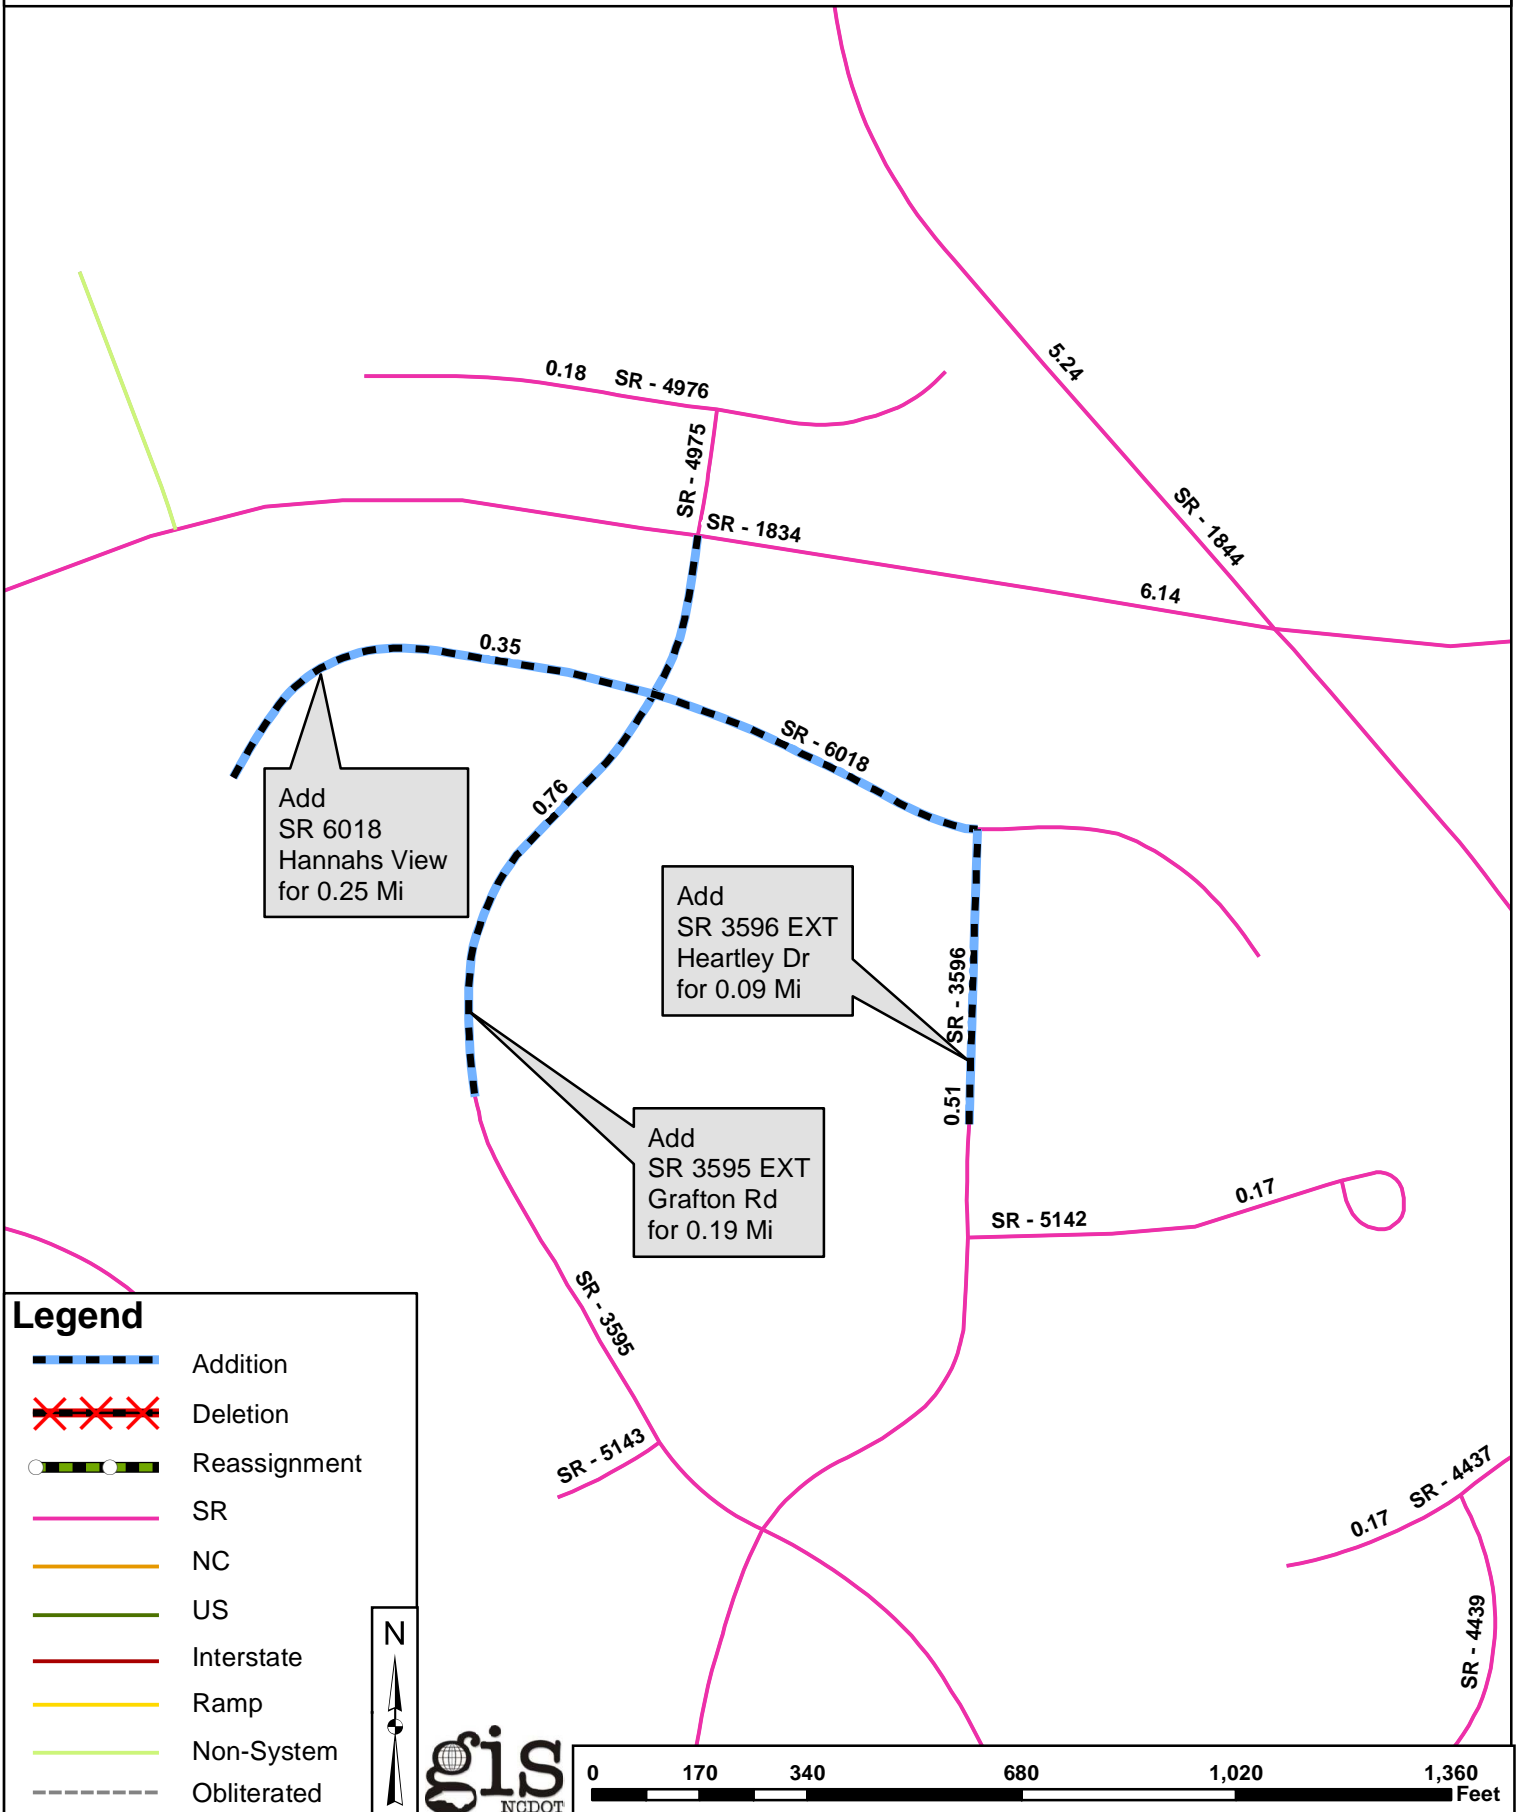 5.24
0.18 SR - 4976
SR - 4975
SR - 1844
SR - 1834
6.14
0.35
SR - 6018
0.76
Add
SR 6018
Hannahs View
for 0.25 Mi
Add
SR 3596 EXT
Heartley Dr
for 0.09 Mi
SR - 3596
0.51
Add
SR 3595 EXT
Grafton Rd
for 0.19 Mi
0.17
SR - 5142
SR - 3595
SR - 5143
SR - 4437
0.17
SR - 4439
Legend
Addition
Deletion
Reassignment
SR
NC
US
Interstate
Ramp
Non-System
Obliterated
N
gis
NCDOT
0 170 340 680 1,020 1,360
Feet